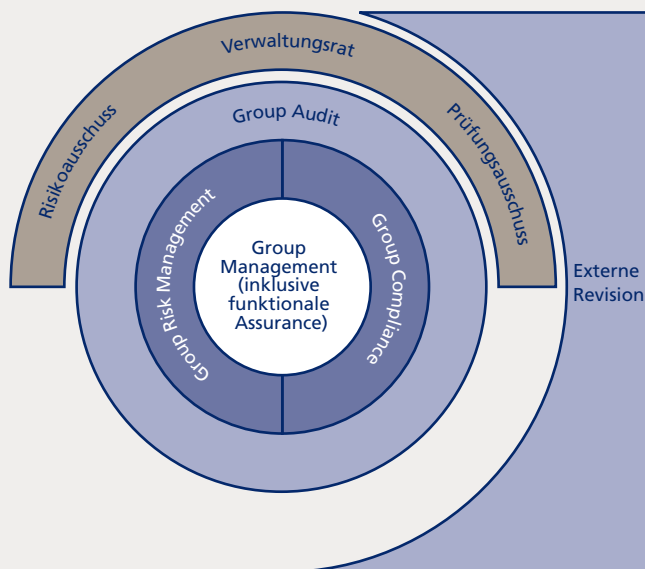 Verwaltungsrat
Risikoausschuss
Prüfungsausschuss
Group Audit
Group Risk Management
Group Compliance
Group
Management
(inklusive
funktionale
Assurance)
Externe
Revision